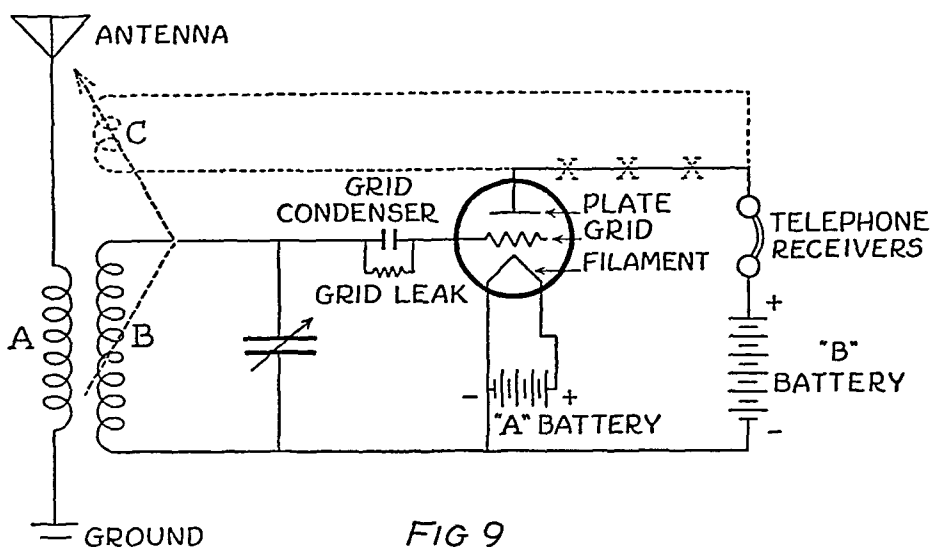 ANTENNA
C
GRID
CONDENSER
PLATE
GRID
FILAMENT
TELEPHONE
RECEIVERS
GRID LEAK
A
B
+
"B"
BATTERY
-
- +
"A" BATTERY
GROUND
FIG 9